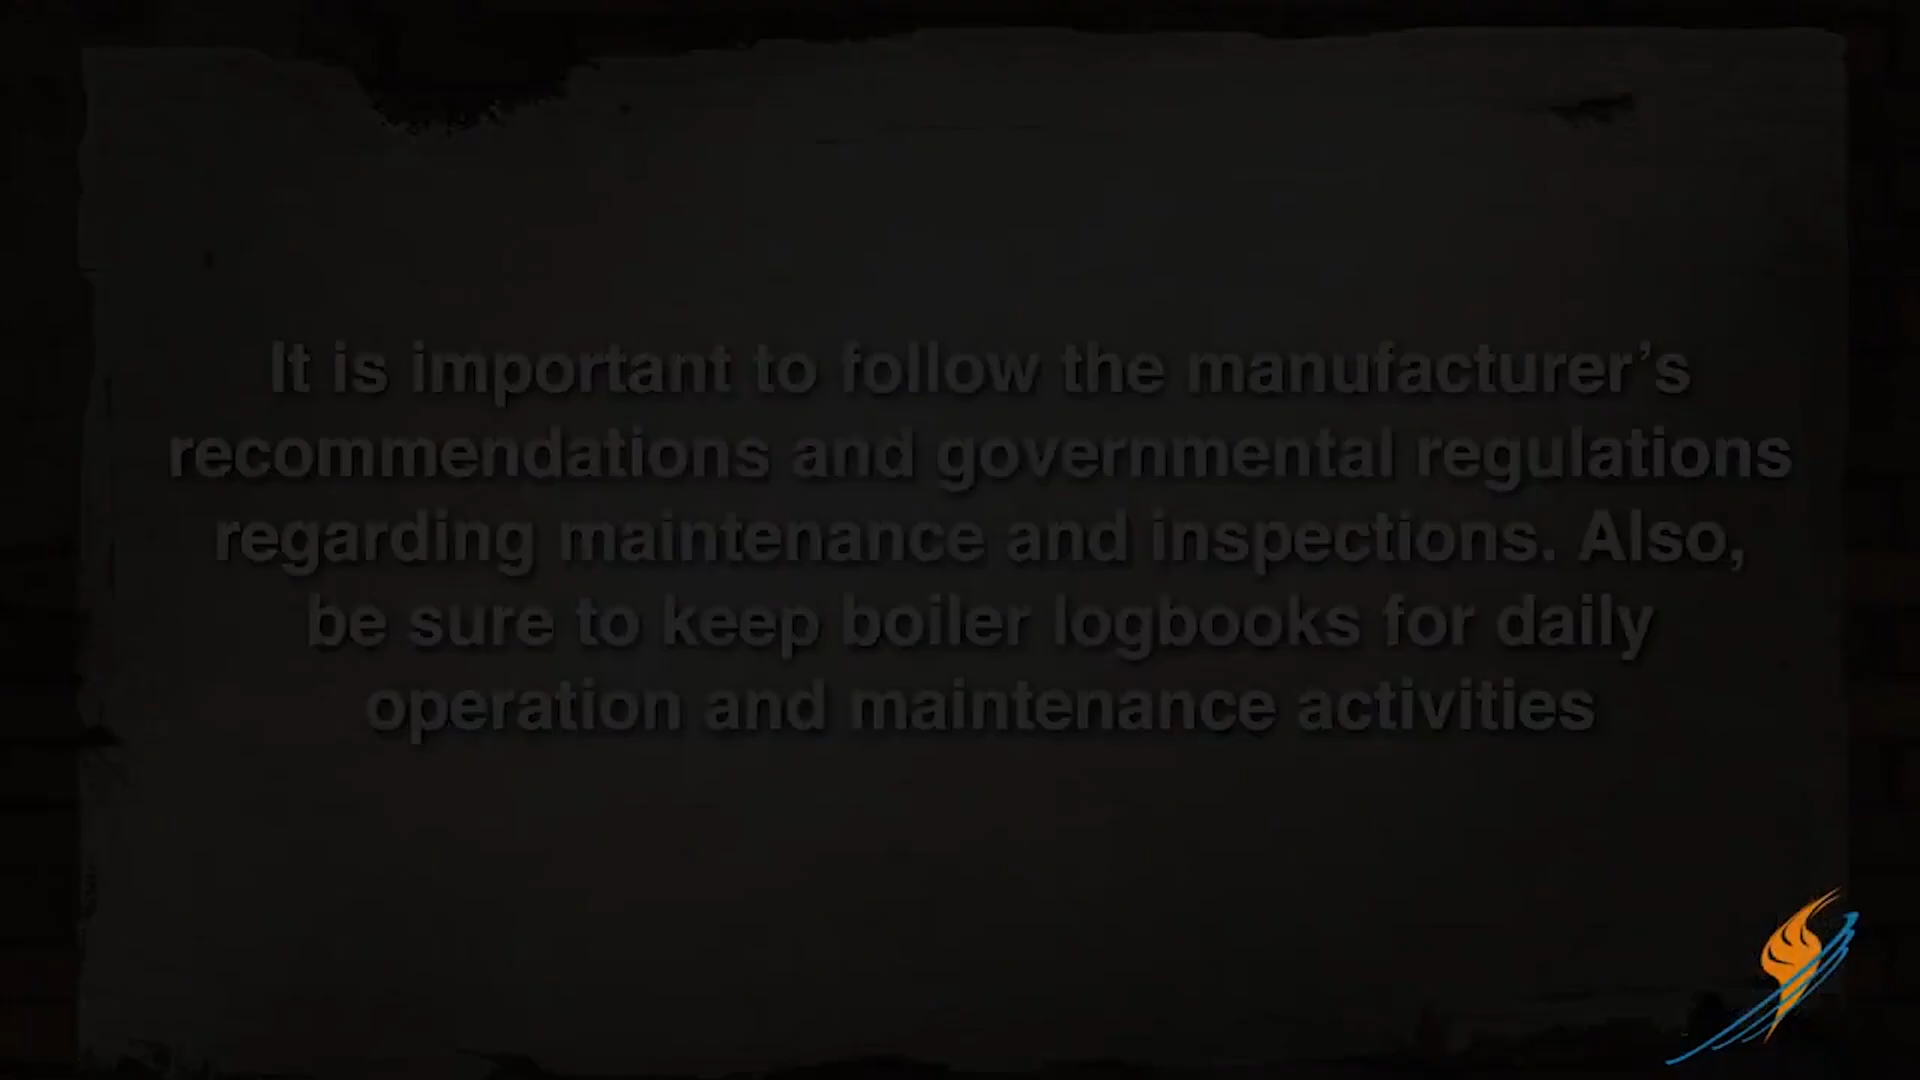 It is important to follow the manufacturer’s
recommendations and governmental regulations
regarding maintenance and inspections. Also,
be sure to keep boiler logbooks for daily
operation and maintenance activities